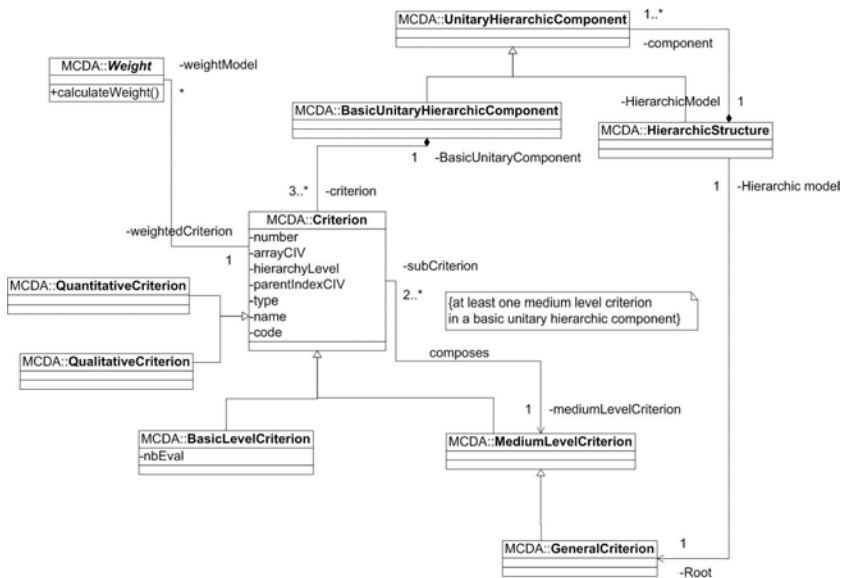 MCDA::UnitaryHierarchicComponent
1..*
-component
MCDA::Weight
-weightModel
+calculateWeight()
*
MCDA::BasicUnitaryHierarchicComponent
-HierarchicModel
1
MCDA::HierarchicStructure
1
-BasicUnitaryComponent
1
-Hierarchic model
3..*
-criterion
MCDA::Criterion
-number
-arrayCIV
-hierarchyLevel
-parentIndexCIV
-type
-name
-code
-weightedCriterion
1
-subCriterion
2..*
MCDA::QuantitativeCriterion
{at least one medium level criterion
in a basic unitary hierarchic component}
MCDA::QualitativeCriterion
composes
1
-mediumLevelCriterion
MCDA::BasicLevelCriterion
-nbEval
MCDA::MediumLevelCriterion
MCDA::GeneralCriterion
1
-Root